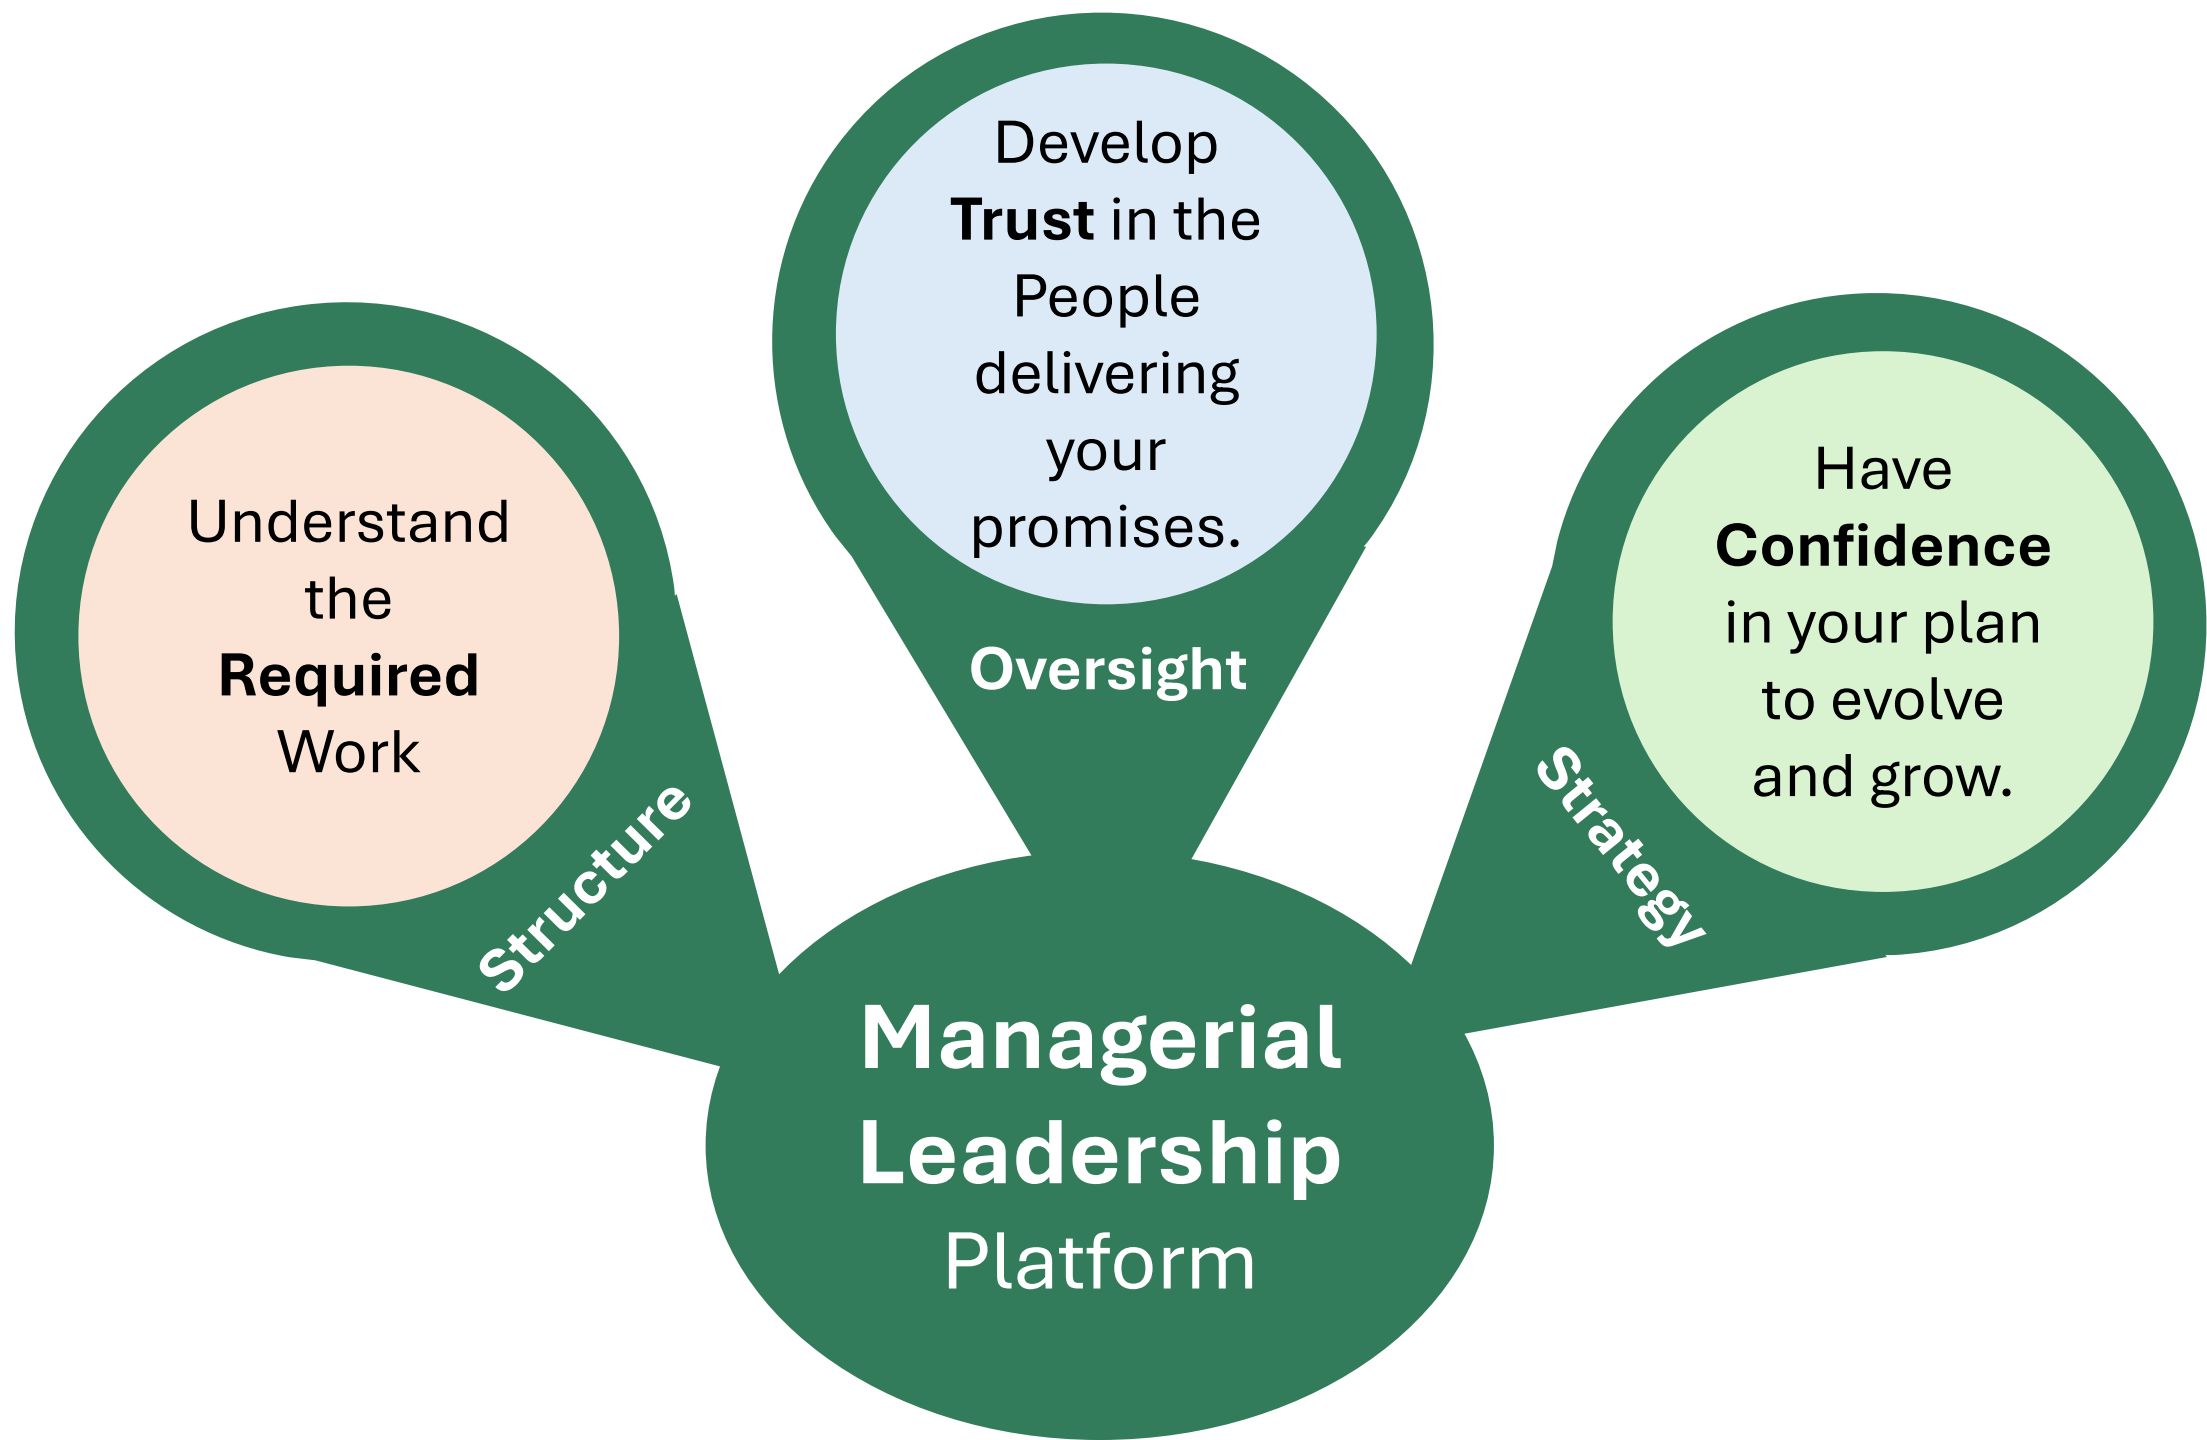 Understand
the
Required
Work
Structure
Develop
Trust in the
People
delivering
your
promises.
Oversight
Have
Confidence
in your plan
to evolve
and grow.
Strategy
Managerial
Leadership
Platform